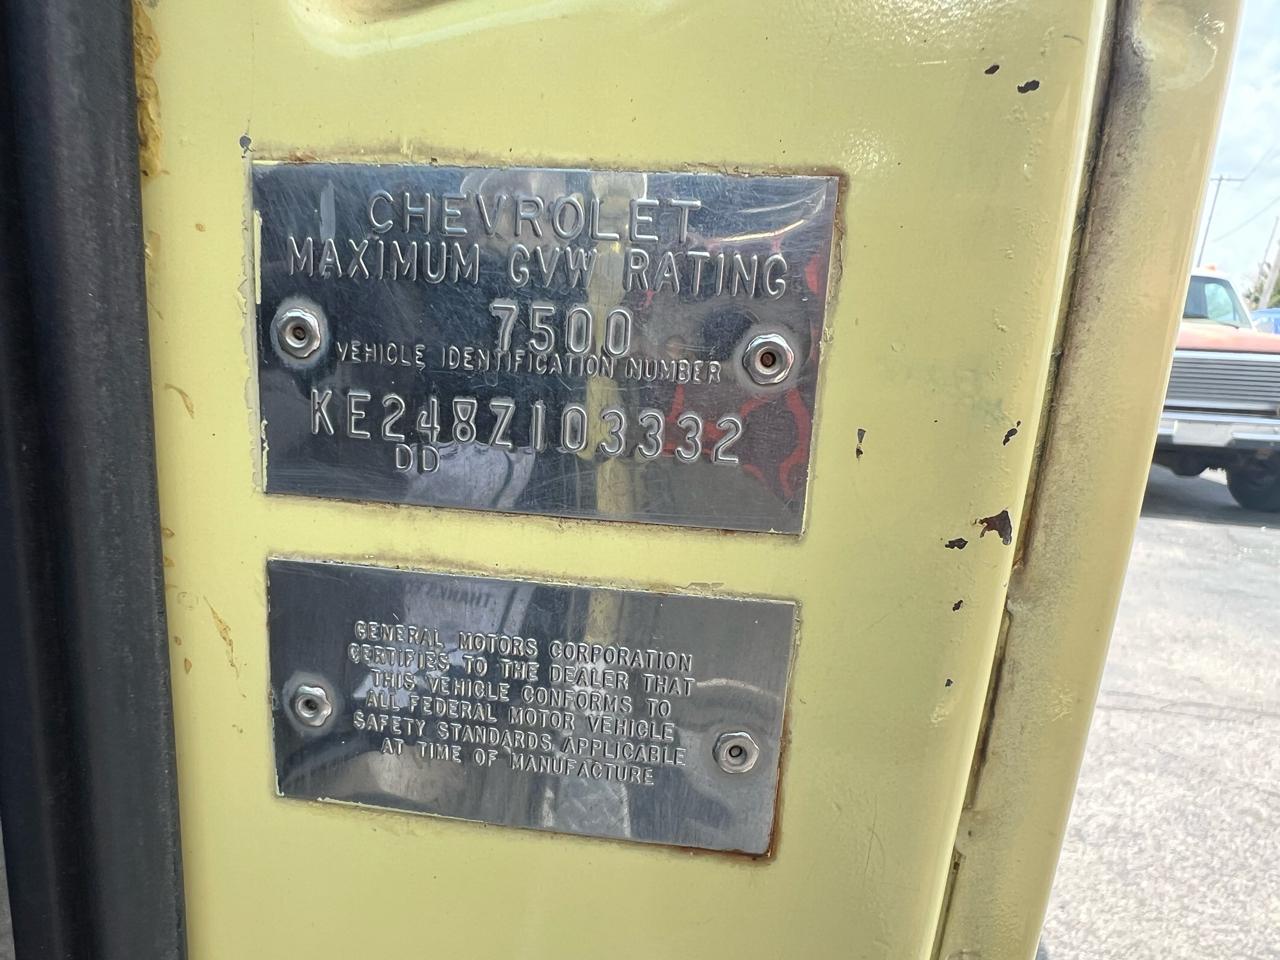 CHEVROLET
MAXIMUM GVW RATING
7500
VEHICLE IDENTIFICATION NUMBER
KE248Z103332
DD
GENERAL MOTORS CORPORATION
CERTIFIES TO THE DEALER THAT
THIS VEHICLE CONFORMS TO
ALL FEDERAL MOTOR VEHICLE
SAFETY STANDARDS APPLICABLE
AT TIME OF MANUFACTURE